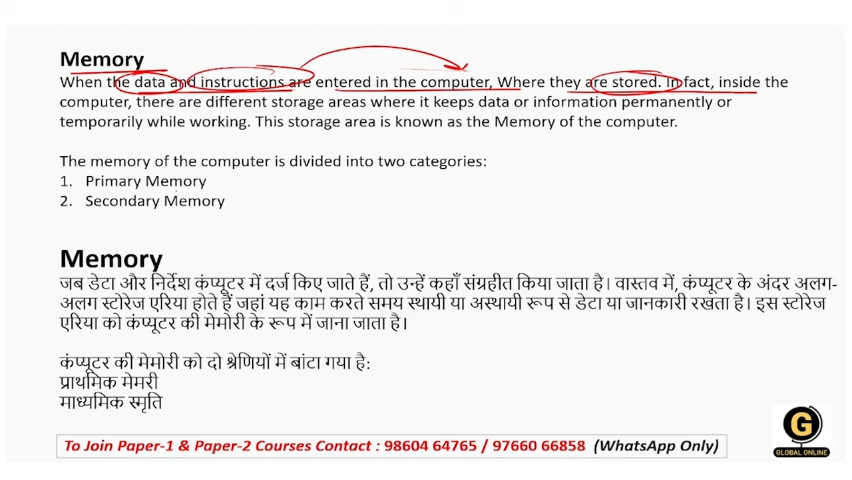 Memory
When the data and instructions are entered in the computer, Where they are stored. In fact, inside the
computer, there are different storage areas where it keeps data or information permanently or
temporarily while working. This storage area is known as the Memory of the computer.
The memory of the computer is divided into two categories:
1. Primary Memory
2. Secondary Memory
Memory
जब डेटा और निर्देश कंप्यूटर में दर्ज किए जाते हैं, तो उन्हें कहाँ संग्रहीत किया जाता है। वास्तव में, कंप्यूटर के अंदर अलग-
अलग स्टोरेज एरिया होते हैं जहां यह काम करते समय स्थायी या अस्थायी रूप से डेटा या जानकारी रखता है। इस स्टोरेज
एरिया को कंप्यूटर की मेमोरी के रूप में जाना जाता है।
कंप्यूटर की मेमोरी को दो श्रेणियों में बांटा गया है:
प्राथमिक मेमरी
माध्यमिक स्मृति
To Join Paper-1 & Paper-2 Courses Contact : 98604 64765 / 97660 66858 (WhatsApp Only)
G
GLOBAL ONLINE